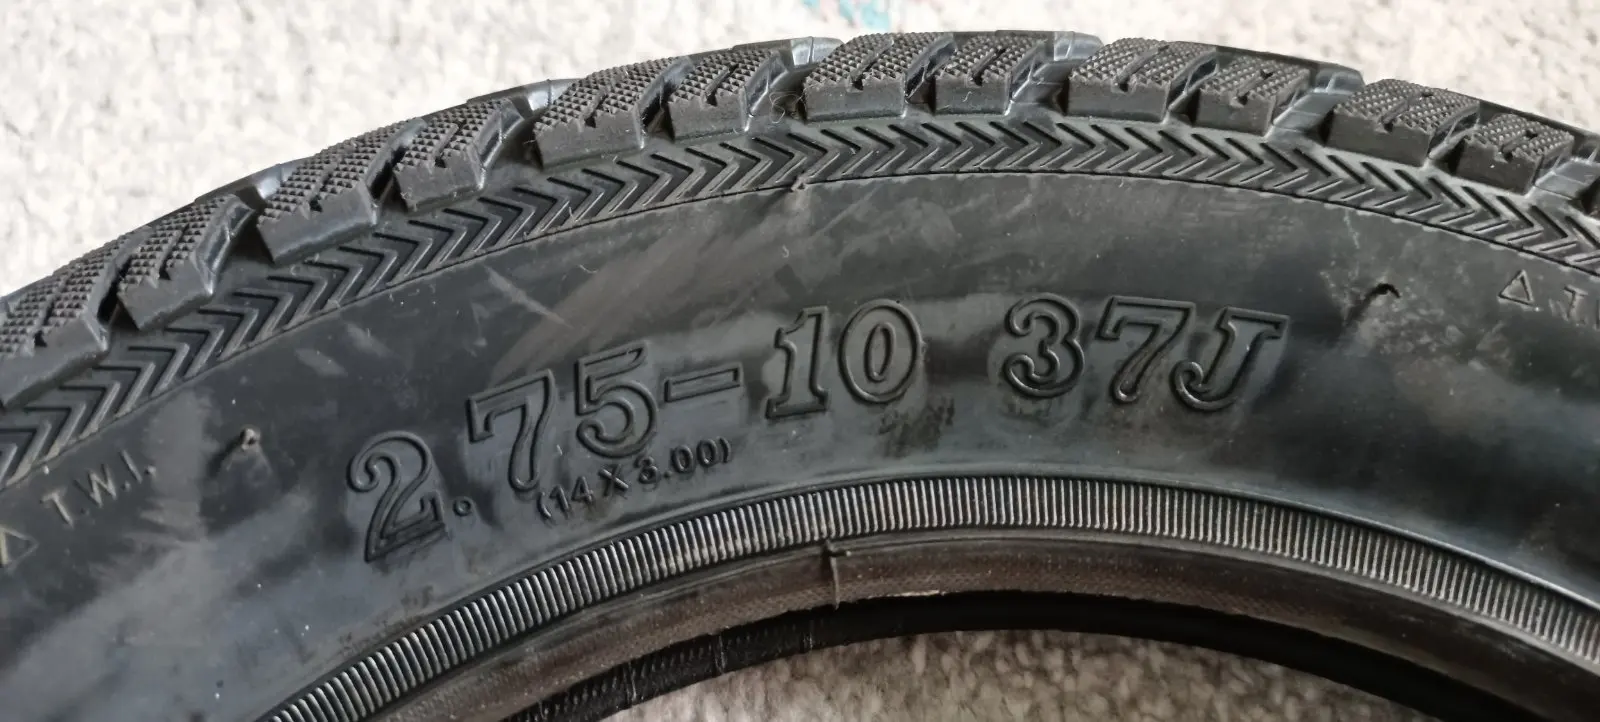 2.75-10 37J
(14 X 3.00)
T.W.I.